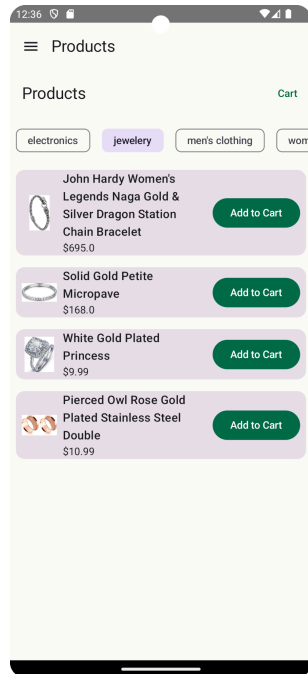 12:36
Products
Products
Cart
electronics
jewelery
men's clothing
wom
John Hardy Women's
Legends Naga Gold &
Silver Dragon Station
Chain Bracelet
$695.0
Add to Cart
Solid Gold Petite
Micropave
$168.0
Add to Cart
White Gold Plated
Princess
$9.99
Add to Cart
Pierced Owl Rose Gold
Plated Stainless Steel
Double
$10.99
Add to Cart